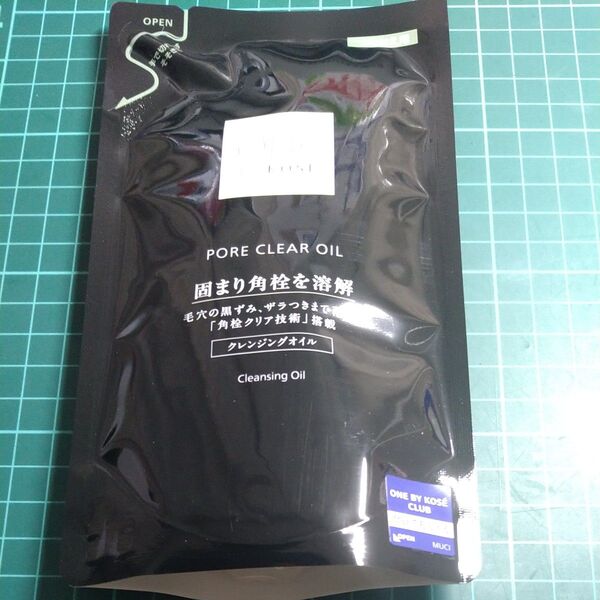 OPEN
KOSÉ
PORE CLEAR OIL
固まり角栓を溶解
毛穴の黒ずみ、ザラつきまで
「角栓クリア技術」搭載
クレンジングオイル
Cleansing Oil
ONE BY KOSÉ
CLUB
OPEN
MUCI